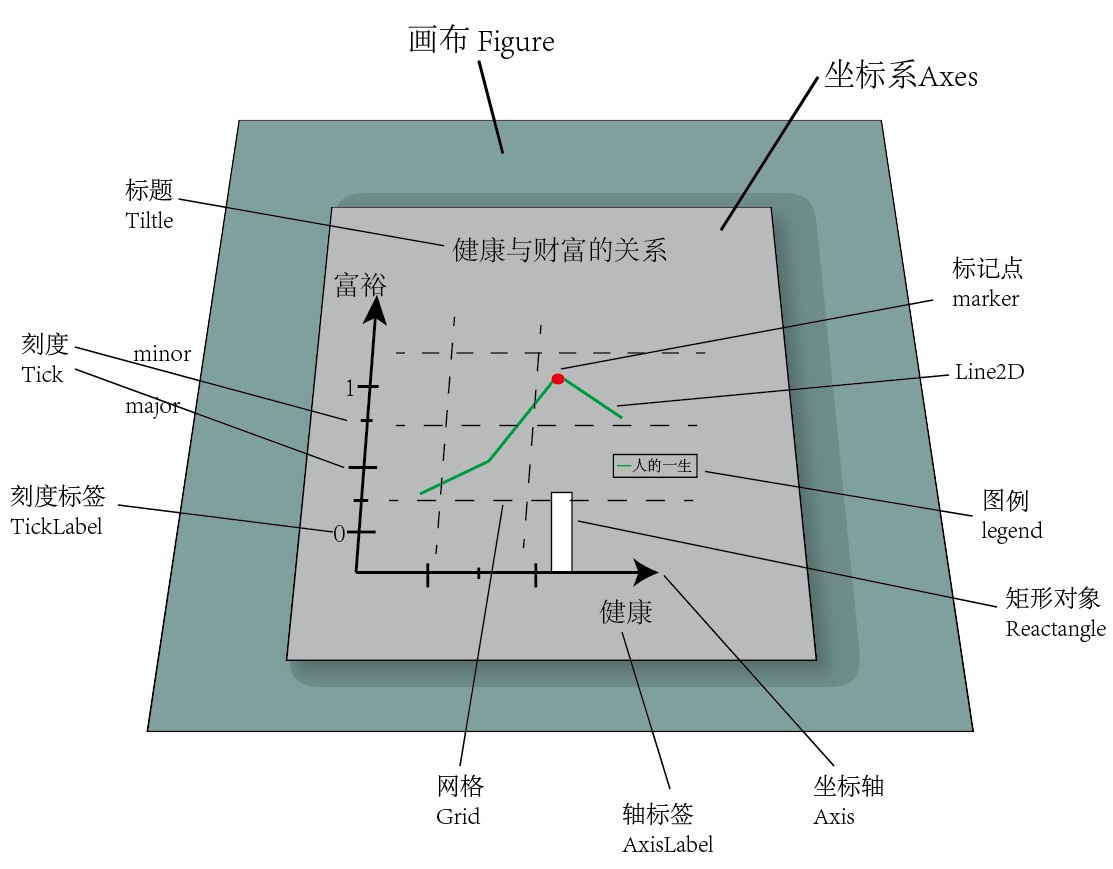 画布 Figure
坐标系Axes
标题
Tiltle
健康与财富的关系
富裕
标记点
marker
刻度
Tick
minor
major
1
Line2D
人的一生
刻度标签
TickLabel
0
图例
legend
健康
矩形对象
Reactangle
网格
Grid
轴标签
AxisLabel
坐标轴
Axis